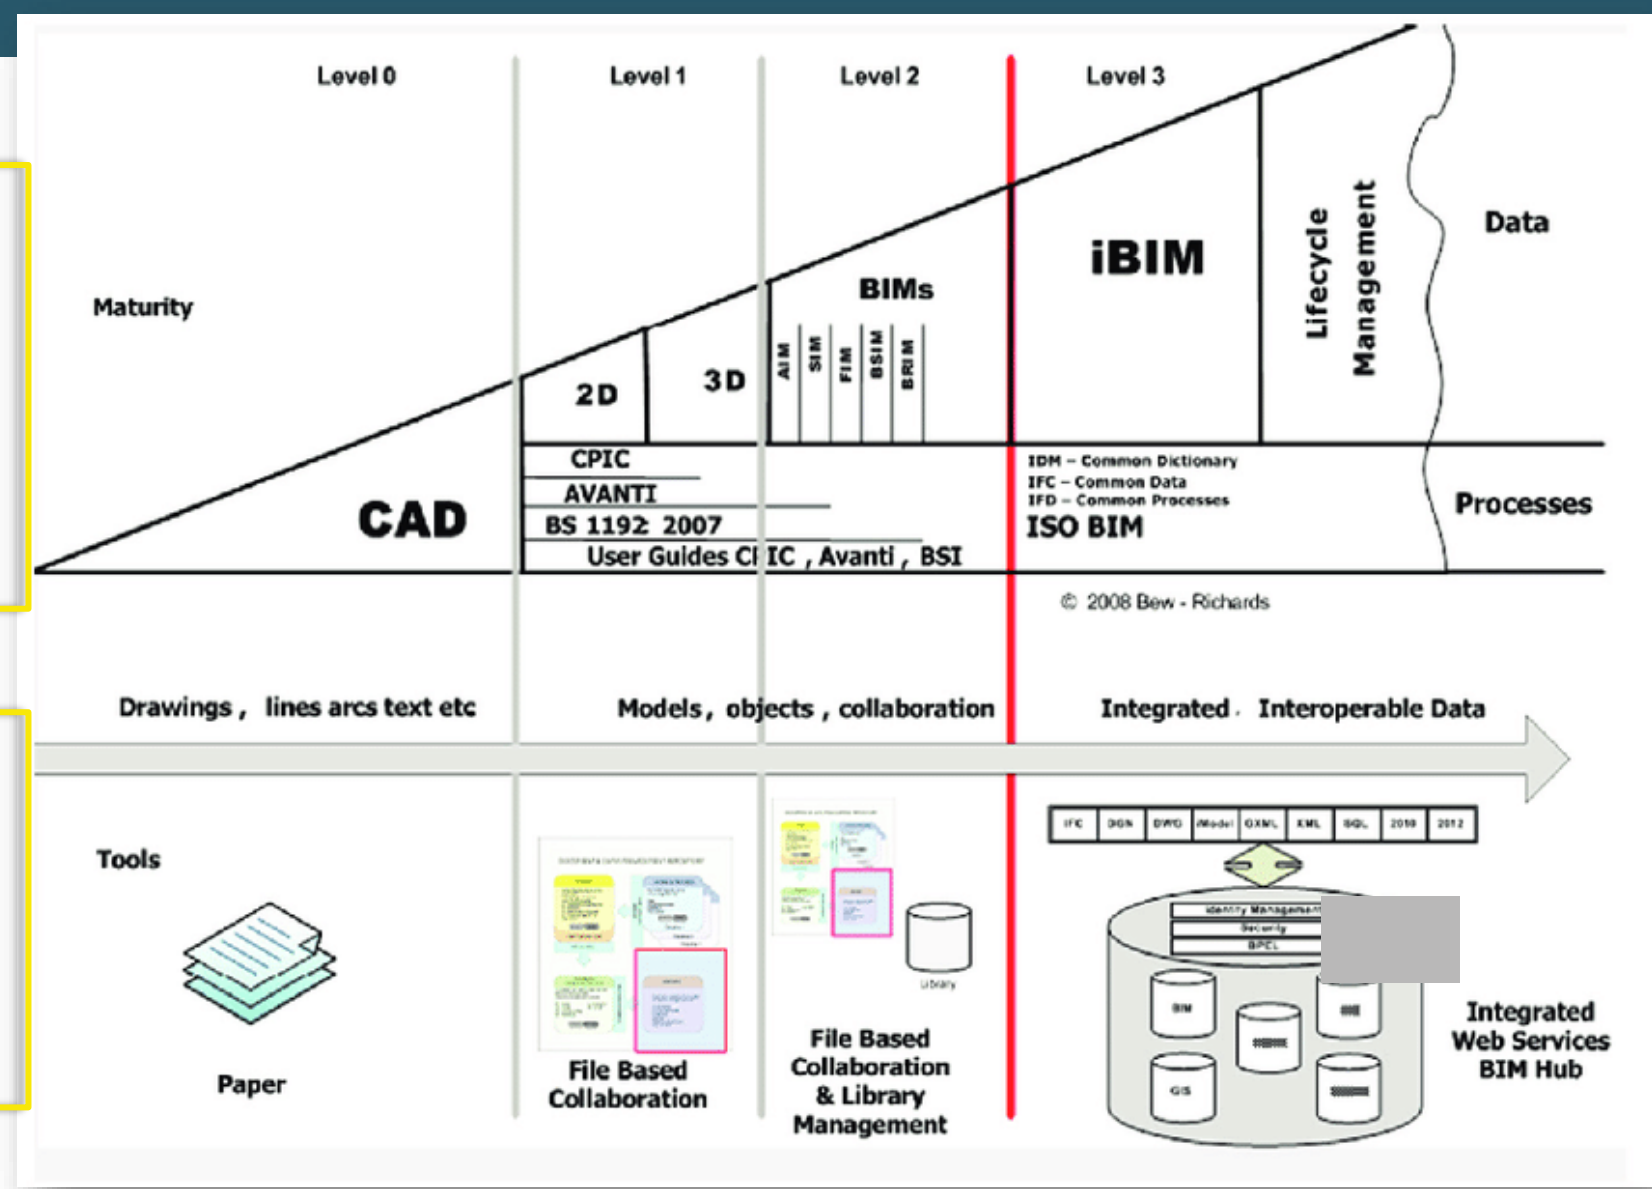 Level 0
Level 1
Level 2
Level 3
Data
Maturity
2D
3D
BIMs
AIM
SIM
FIM
BSIM
BRIM
iBIM
Lifecycle
Management
CAD
CPIC
AVANTI
BS 1192: 2007
User Guides CPIC , Avanti , BSI
IDM – Common Dictionary
IFC – Common Data
IFD – Common Processes
ISO BIM
Processes
© 2008 Bew - Richards
Drawings , lines arcs text etc
Models , objects , collaboration
Integrated , Interoperable Data
Tools
Paper
File Based
Collaboration
Library
File Based
Collaboration
& Library
Management
IFC DGN DWG iModel GXML XML SQL 2010 2012
Identity Management
Security
BPEL
BIM
GIS
Integrated
Web Services
BIM Hub